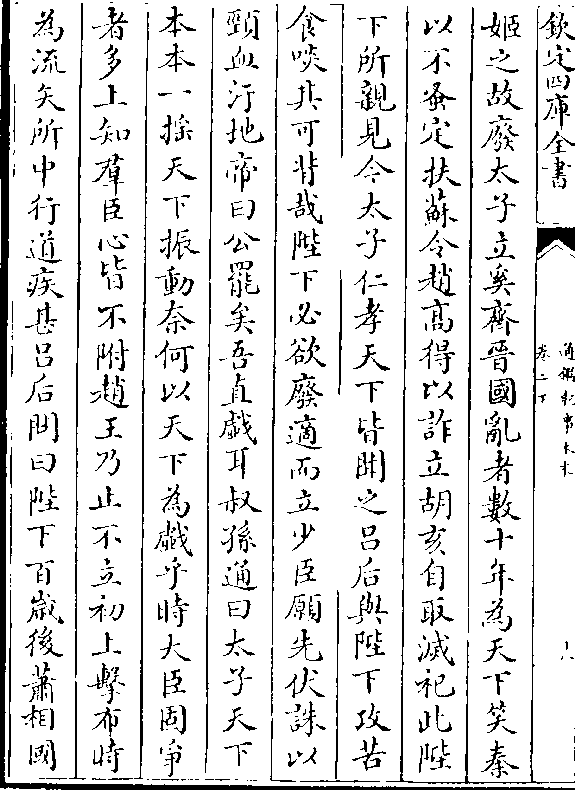 欽定四庫全書
通鑑紀事本末
卷二下
姬之故廢太子立奚齊晉國亂者數十年為天下笑秦
以不蚤定扶蘇令趙髙得以詐立胡亥自取滅祀此陛
下所親見今太子仁孝天下皆聞之吕后與陛下攻苦
食啖其可背哉陛下必欲廢適而立少臣願先伏誅以
頸血汙地帝曰公罷矣吾直戲耳叔孫通曰太子天下
本本一揺天下振動奈何以天下為戲乎時大臣固爭
者多上知羣臣心皆不附趙王乃止不立初上擊布時
為流矢所中行道疾甚吕后問曰陛下百歲後蕭相國